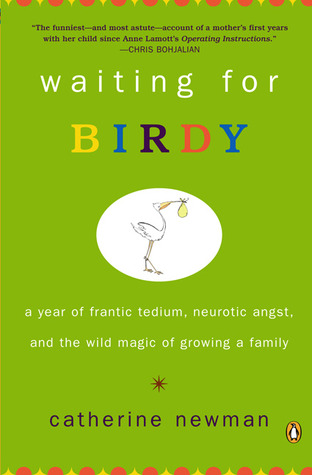 "The funniest—and most astute—account of a mother's first years
with her child since Anne Lamott's Operating Instructions."
—CHRIS BOHJALIAN
waiting for
BIRDY
a year of frantic tedium, neurotic angst,
and the wild magic of growing a family
catherine newman